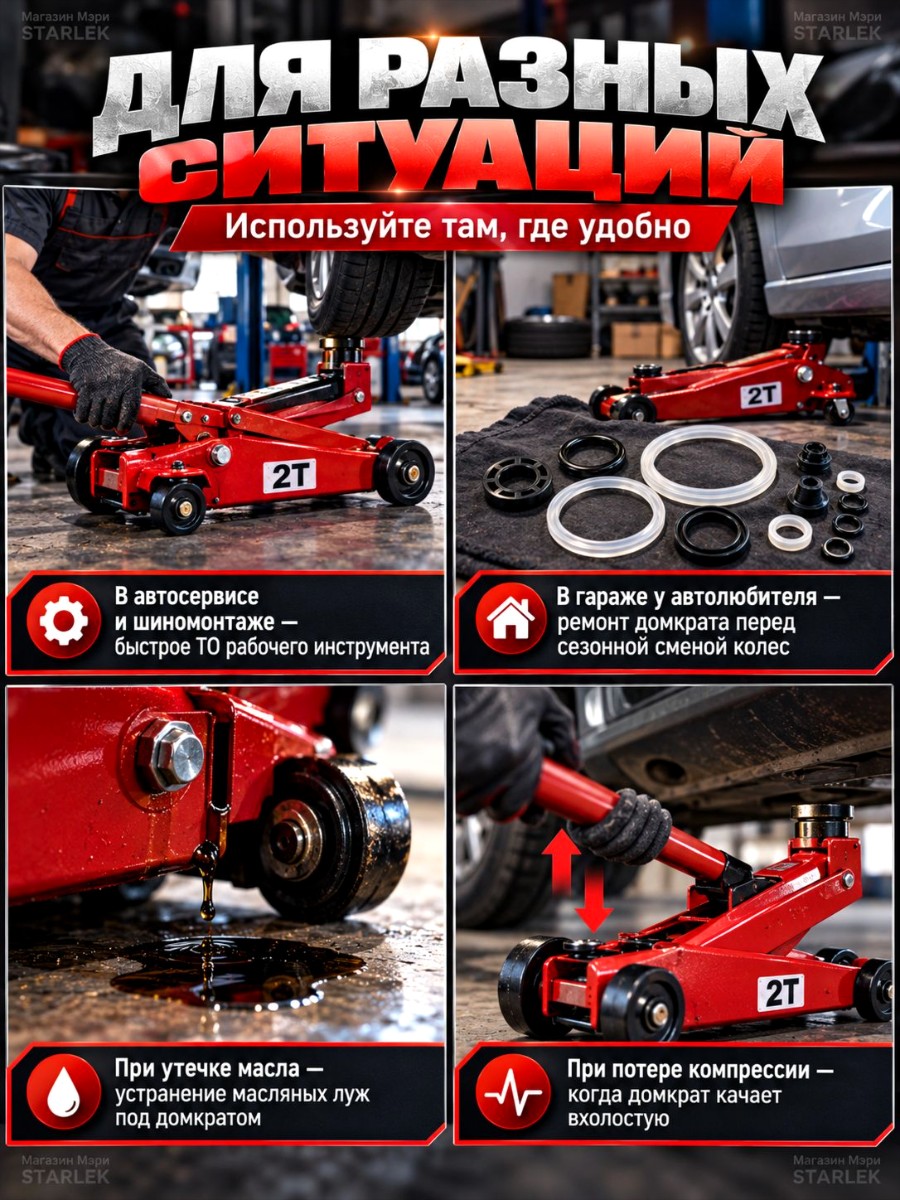 Магазин Мэри
STARLEK
Магазин Мэри
STARLEK
ДЛЯ РАЗНЫХ
СИТУАЦИЙ
Используйте там, где удобно
2T
2T
В автосервисе
и шиномонтаже —
быстрое ТО рабочего инструмента
В гараже у автолюбителя —
ремонт домкрата перед
сезонной сменой колес
2T
При утечке масла —
устранение масляных луж
под домкратом
При потере компрессии —
когда домкрат качает
вхолостую
Магазин Мэри
STARLEK
Магазин Мэри
STARLEK